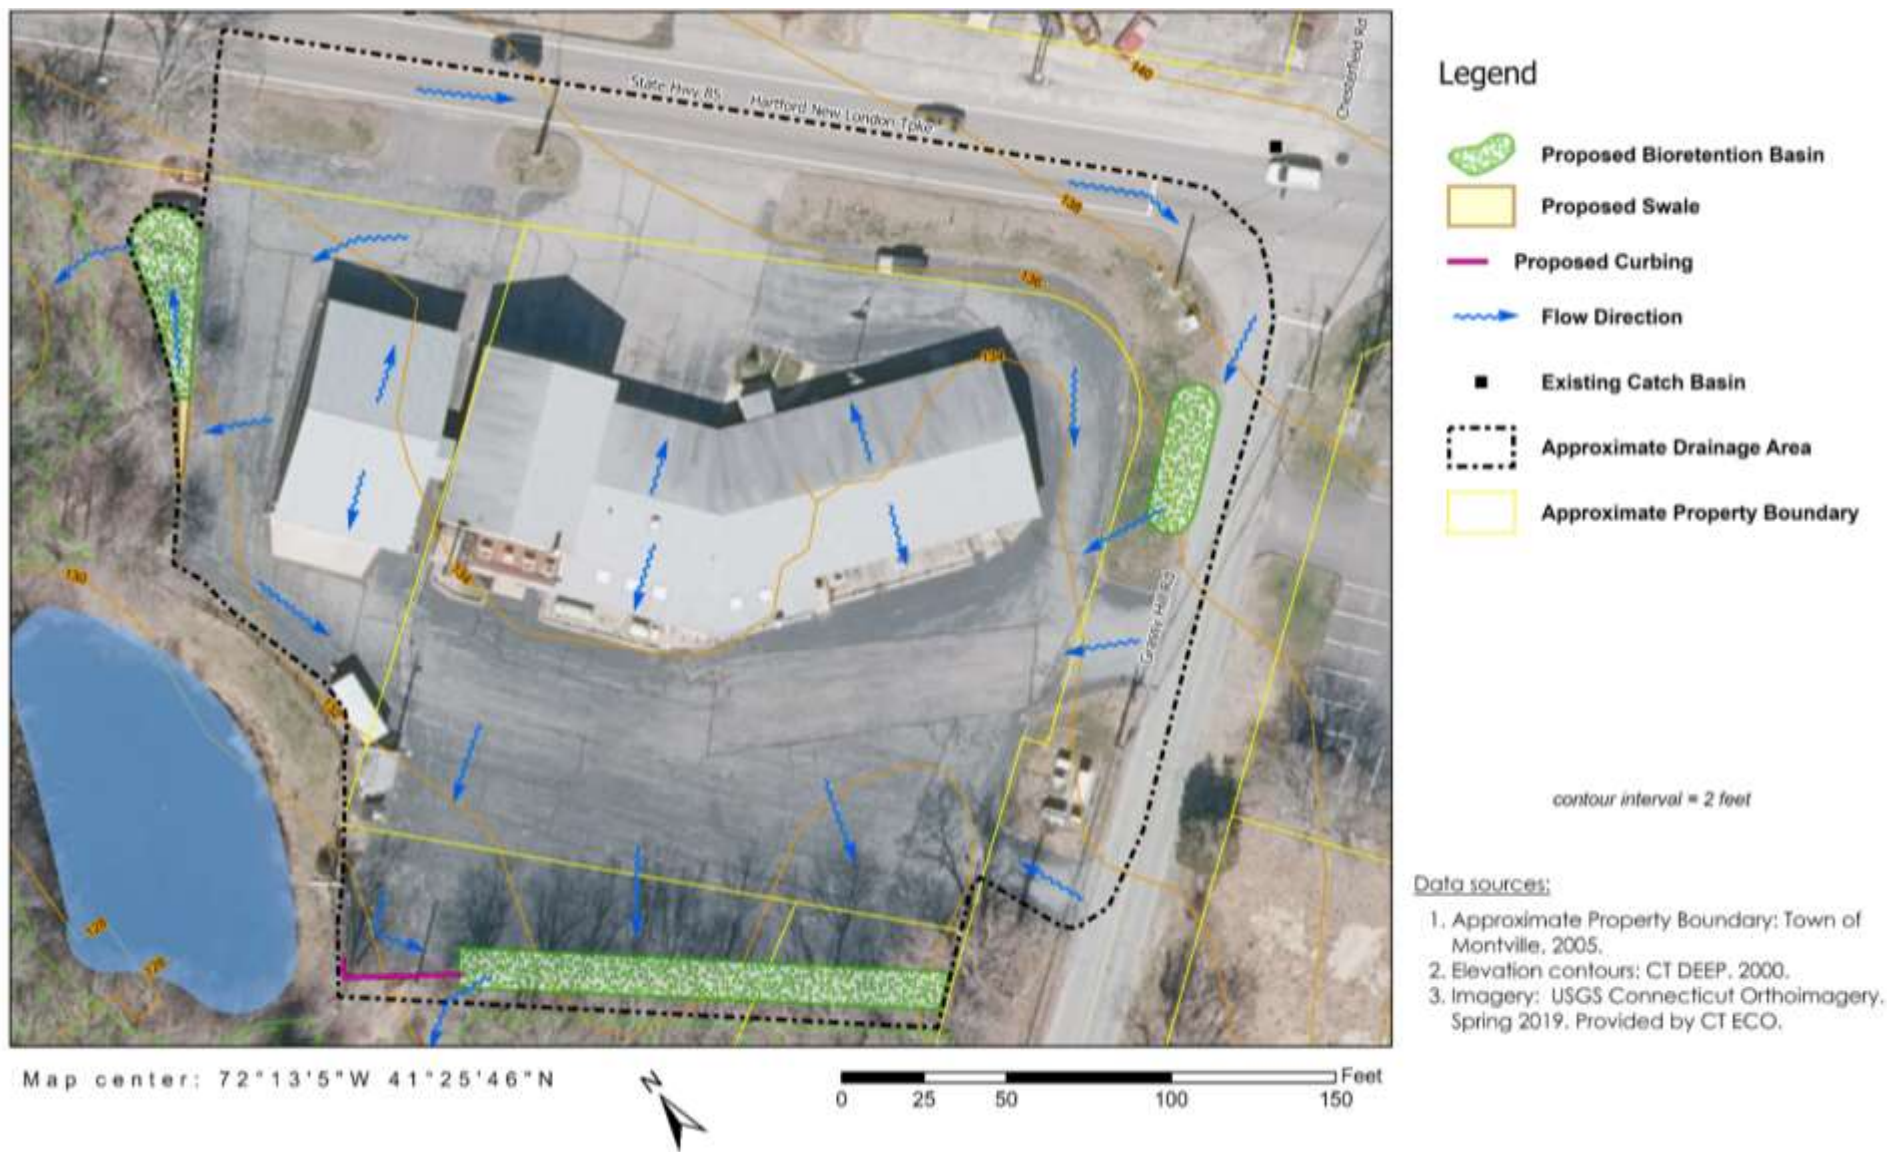 140
Chesterfield Rd
State Hwy 85
Hartford New London Tpke
138
136
134
134
130
132
Grassy Hill Rd
128
126
Legend
Proposed Bioretention Basin
Proposed Swale
Proposed Curbing
Flow Direction
Existing Catch Basin
Approximate Drainage Area
Approximate Property Boundary
contour interval = 2 feet
Data sources:
1. Approximate Property Boundary: Town of
Montville, 2005.
2. Elevation contours: CT DEEP. 2000.
3. Imagery: USGS Connecticut Orthoimagery.
Spring 2019. Provided by CT ECO.
Map center: 72°13'5"W 41°25'46"N
N
Feet
0 25 50 100 150